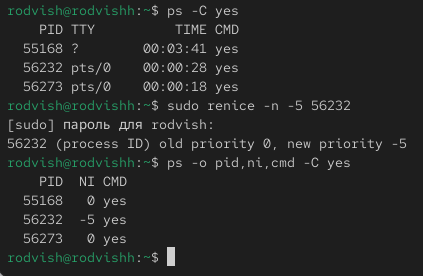 rodvish@rodvishh:~$ ps -C yes
    PID TTY          TIME CMD
  55168 ?        00:03:41 yes
  56232 pts/0    00:00:28 yes
  56273 pts/0    00:00:18 yes
rodvish@rodvishh:~$ sudo renice -n -5 56232
[sudo] пароль для rodvish:
56232 (process ID) old priority 0, new priority -5
rodvish@rodvishh:~$ ps -o pid,ni,cmd -C yes
    PID  NI CMD
  55168   0 yes
  56232  -5 yes
  56273   0 yes
rodvish@rodvishh:~$